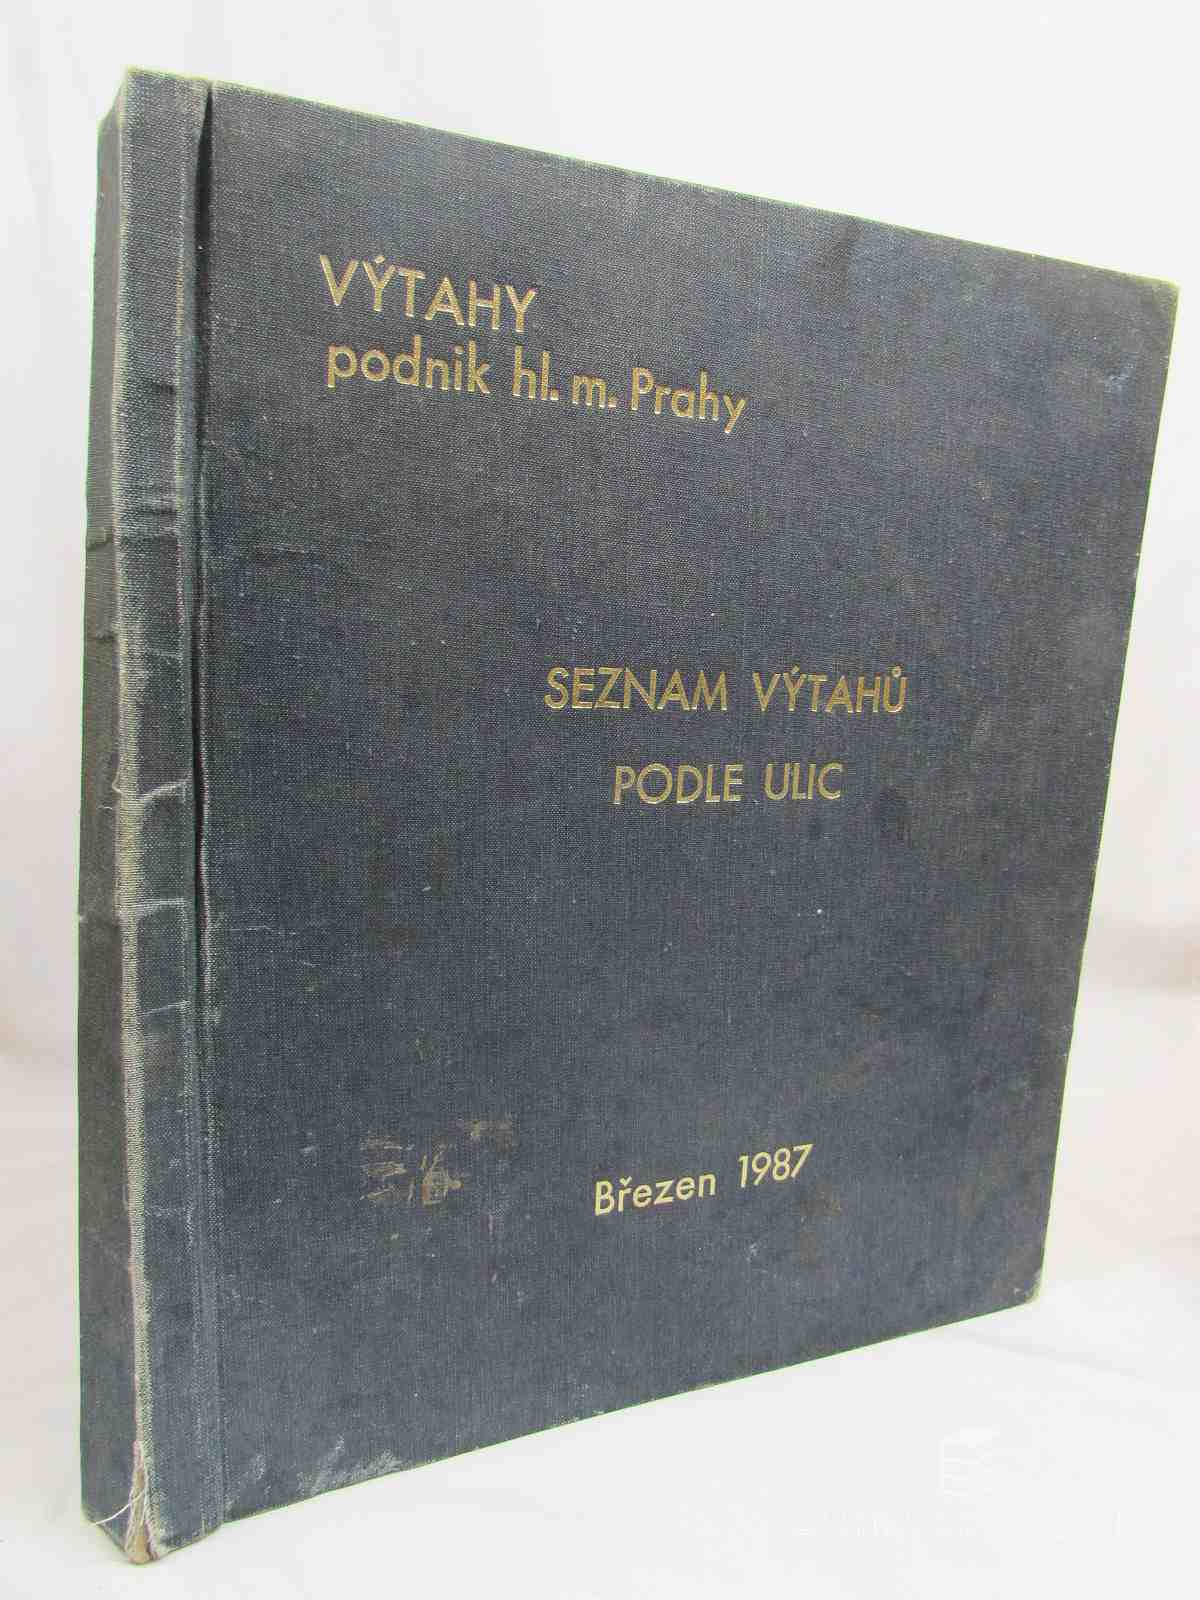 VÝTAHY
podnik hl. m. Prahy
SEZNAM VÝTAHŮ
PODLE ULIC
Březen 1987